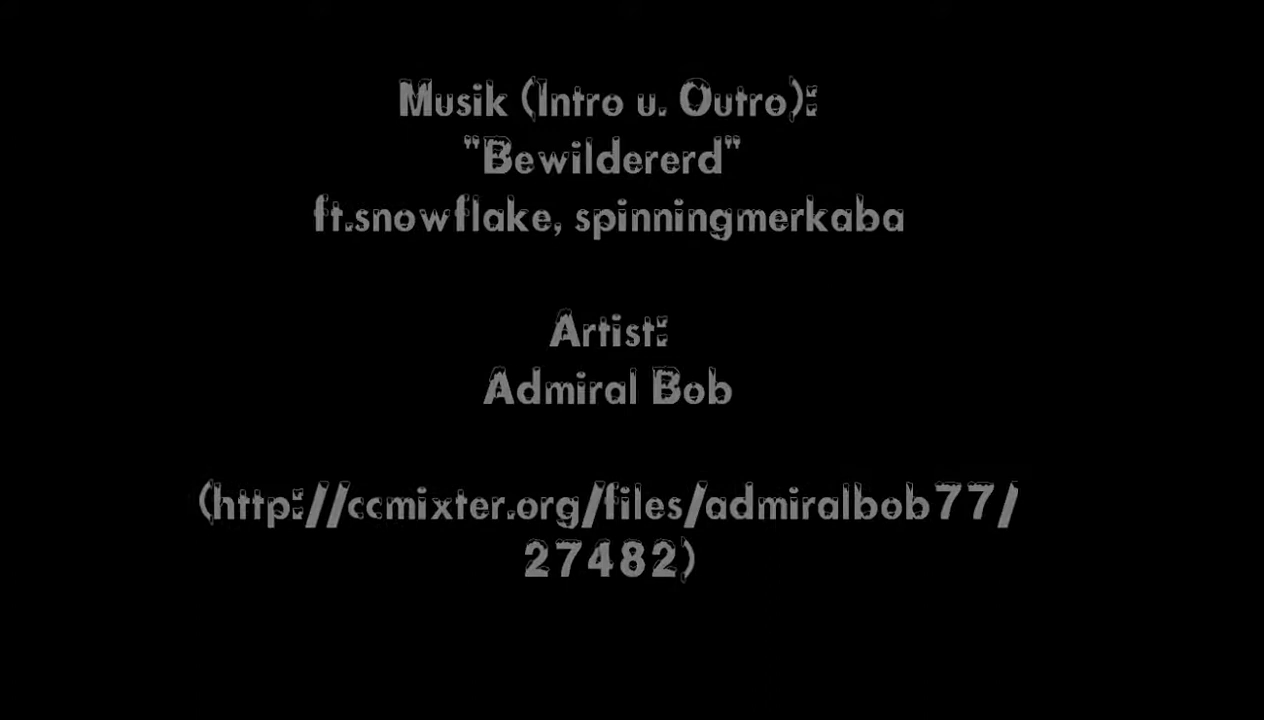 Musik (Intro u. Outro):
"Bewildererd"
ft.snowflake, spinningmerkaba
Artist:
Admiral Bob
(http://ccmixter.org/files/admiralbob77/
27482)